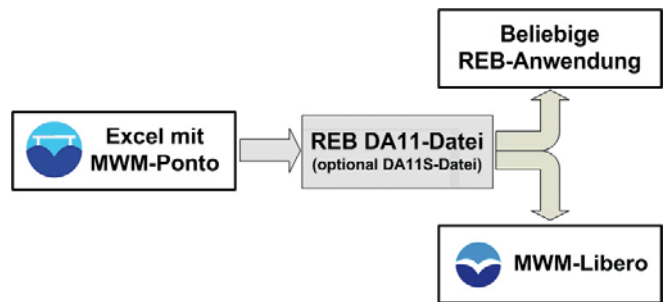 Beliebige
REB-Anwendung
Excel mit
MWM-Ponto
REB DA11-Datei
(optional DA11S-Datei)
MWM-Libero